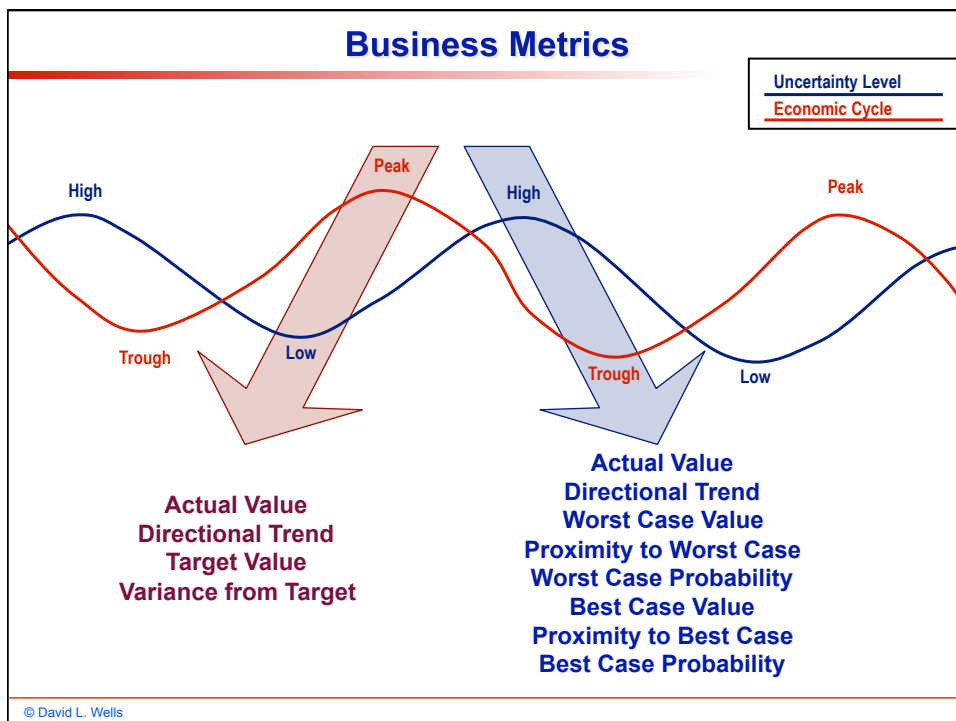 Business Metrics
Uncertainty Level
Economic Cycle
High
Peak
High
Peak
Trough
Low
Trough
Low
Actual Value
Directional Trend
Target Value
Variance from Target
Actual Value
Directional Trend
Worst Case Value
Proximity to Worst Case
Worst Case Probability
Best Case Value
Proximity to Best Case
Best Case Probability
© David L. Wells